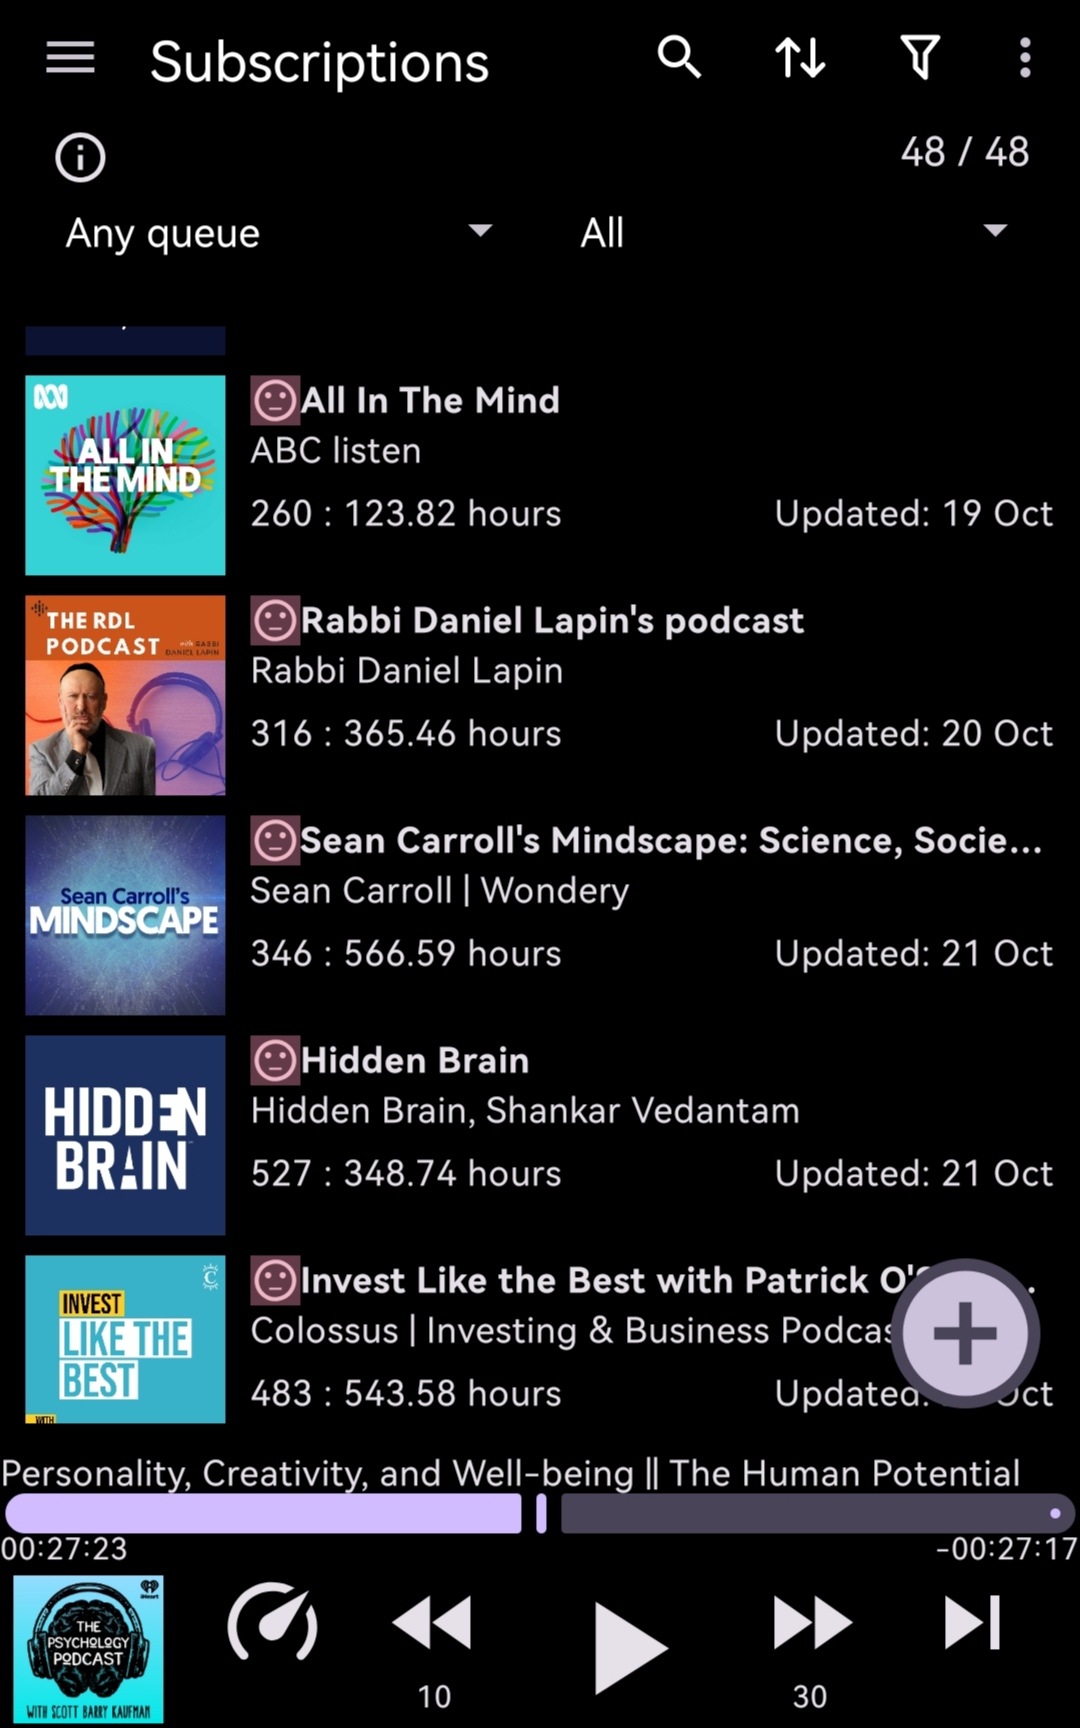 Subscriptions
48 / 48
Any queue
All
ALL IN
THE MIND
All In The Mind
ABC listen
260 : 123.82 hours
Updated: 19 Oct
THE RDL
PODCAST
with RABBI
DANIEL LAPIN
Rabbi Daniel Lapin's podcast
Rabbi Daniel Lapin
316 : 365.46 hours
Updated: 20 Oct
Sean Carroll's
MINDSCAPE
Sean Carroll's Mindscape: Science, Socie...
Sean Carroll | Wondery
346 : 566.59 hours
Updated: 21 Oct
HIDDEN
BRAIN
Hidden Brain
Hidden Brain, Shankar Vedantam
527 : 348.74 hours
Updated: 21 Oct
INVEST
LIKE THE
BEST
WITH
Invest Like the Best with Patrick
Colossus | Investing & Business
483 : 543.58 hours
Updated:
Personality, Creativity, and Well-being || The Human Potential
00:27:23
-00:27:17
THE
PSYCHOLOGY
PODCAST
WITH SCOTT BARRY KAUFMAN
iHeart
10
30